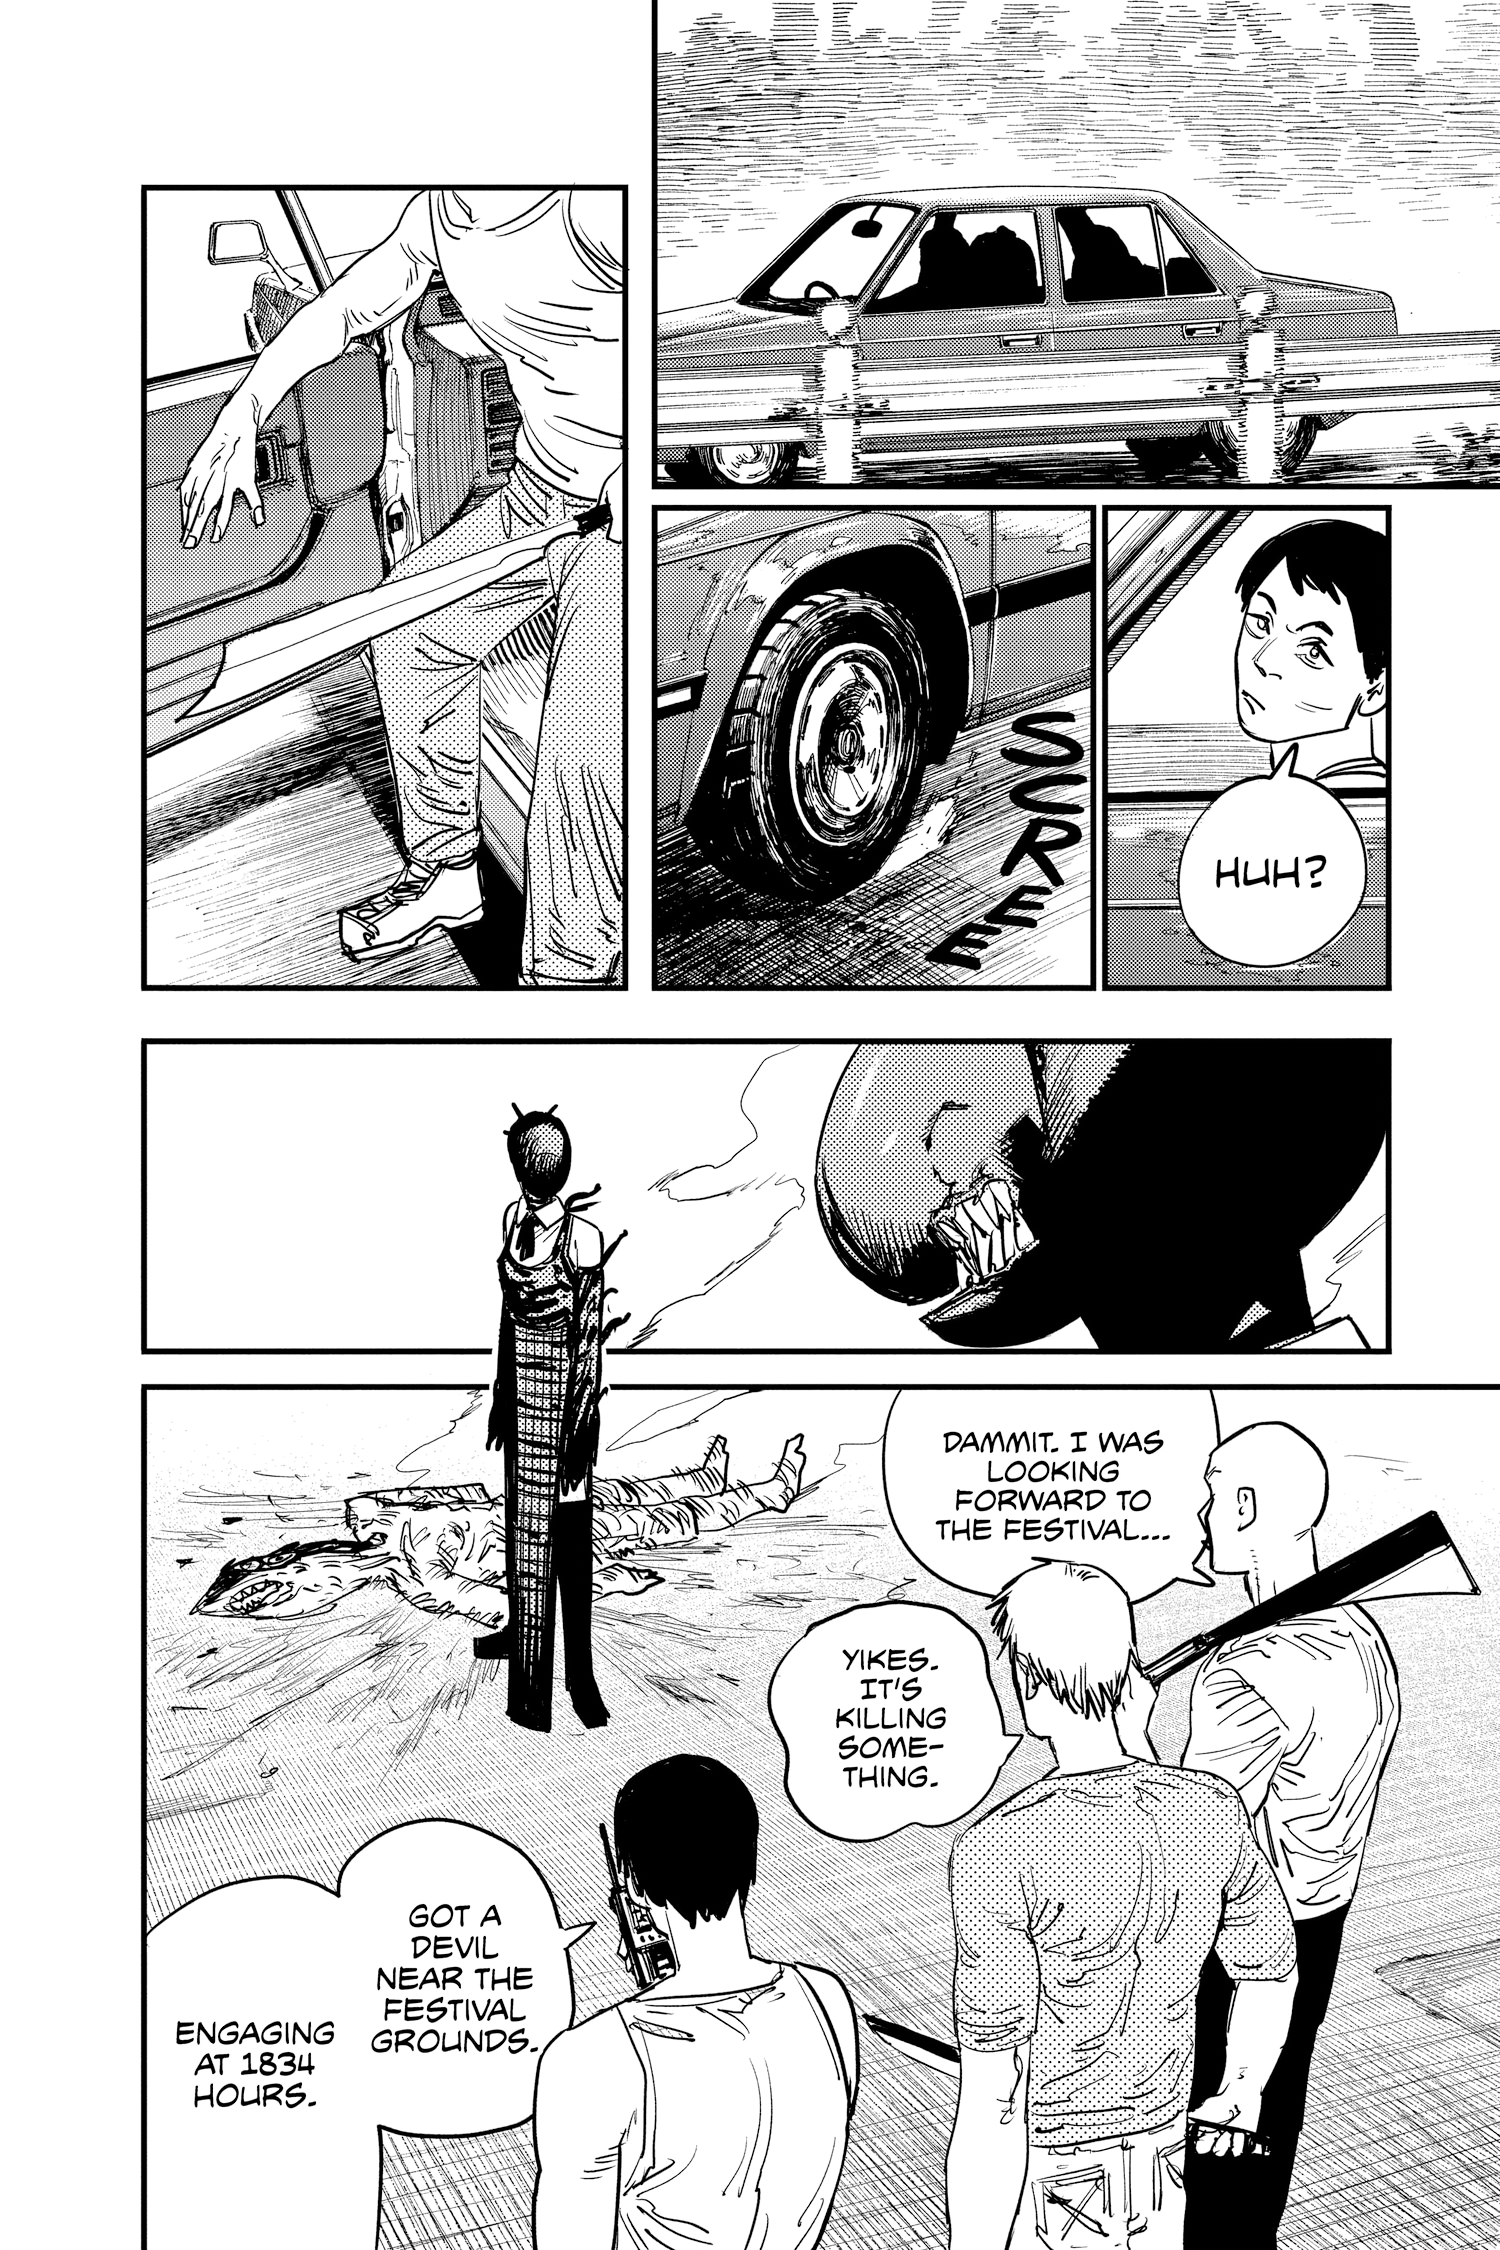 HUH?
SCREEE
DAMMIT. I WAS
LOOKING
FORWARD TO
THE FESTIVAL...
YIKES.
IT'S
KILLING
SOME-
THING.
GOT A
DEVIL
NEAR THE
FESTIVAL
GROUNDS.
ENGAGING
AT 1834
HOURS.